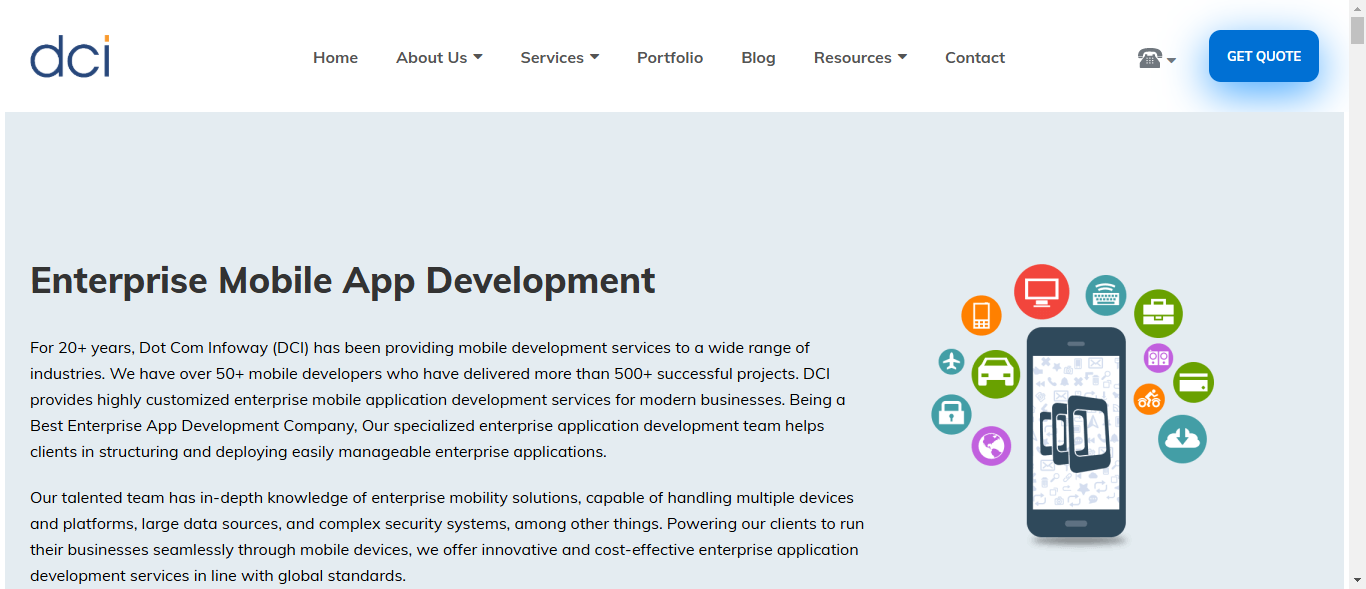 dci
Home About Us Services Portfolio Blog Resources Contact
GET QUOTE
Enterprise Mobile App Development
For 20+ years, Dot Com Infoway (DCI) has been providing mobile development services to a wide range of
industries. We have over 50+ mobile developers who have delivered more than 500+ successful projects. DCI
provides highly customized enterprise mobile application development services for modern businesses. Being a
Best Enterprise App Development Company, Our specialized enterprise application development team helps
clients in structuring and deploying easily manageable enterprise applications.
Our talented team has in-depth knowledge of enterprise mobility solutions, capable of handling multiple devices
and platforms, large data sources, and complex security systems, among other things. Powering our clients to run
their businesses seamlessly through mobile devices, we offer innovative and cost-effective enterprise application
development services in line with global standards.